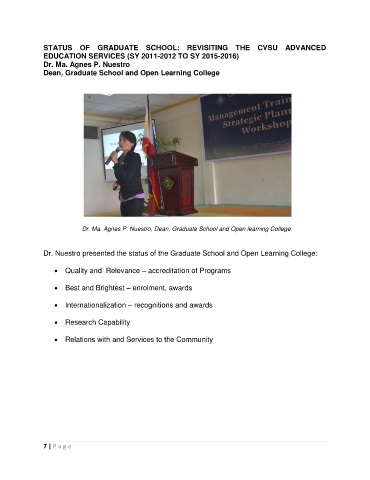 STATUS OF GRADUATE SCHOOL: REVISITING THE CVSU ADVANCED
EDUCATION SERVICES (SY 2011-2012 TO SY 2015-2016)
Dr. Ma. Agnes P. Nuestro
Dean, Graduate School and Open Learning College
Management Train
Strategic Plan
Worksho
Dr. Ma. Agnes P. Nuestro, Dean, Graduate School and Open learning College
Dr. Nuestro presented the status of the Graduate School and Open Learning College:
• Quality and Relevance – accreditation of Programs
• Best and Brightest – enrolment, awards
• Internationalization – recognitions and awards
• Research Capability
• Relations with and Services to the Community
7 | P a g e